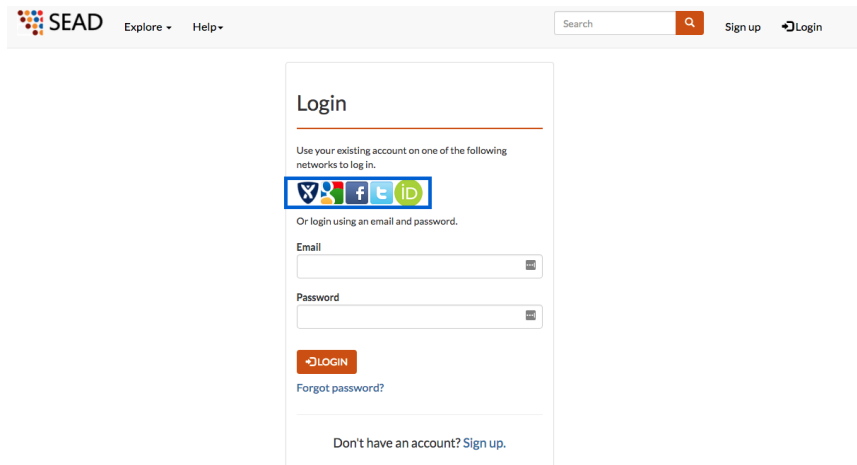 SEAD Explore Help Search Sign up Login
Login
Use your existing account on one of the following
networks to log in.
f t iD
Or login using an email and password.
Email
Password
LOGIN
Forgot password?
Don't have an account? Sign up.